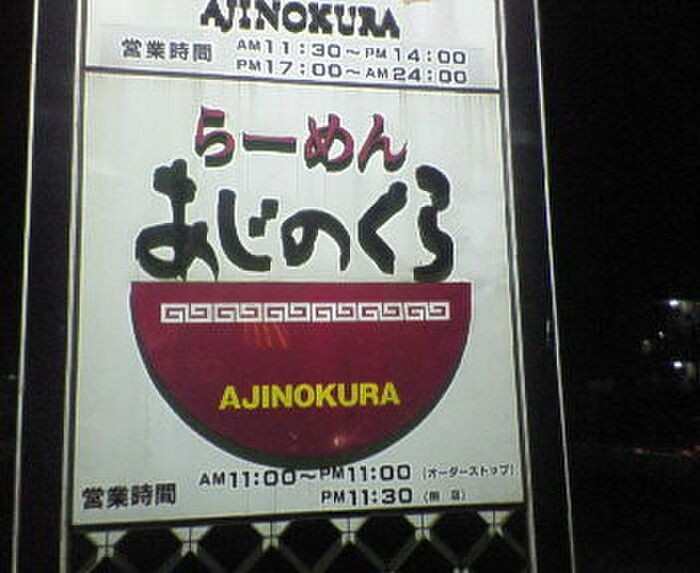 AJINOKURA
営業時間 AM11:30～PM14:00
PM17:00～AM24:00
らーめん
あじのくら
AJINOKURA
営業時間 AM11:00～PM11:00 (オーダーストップ)
PM11:30 (閉店)